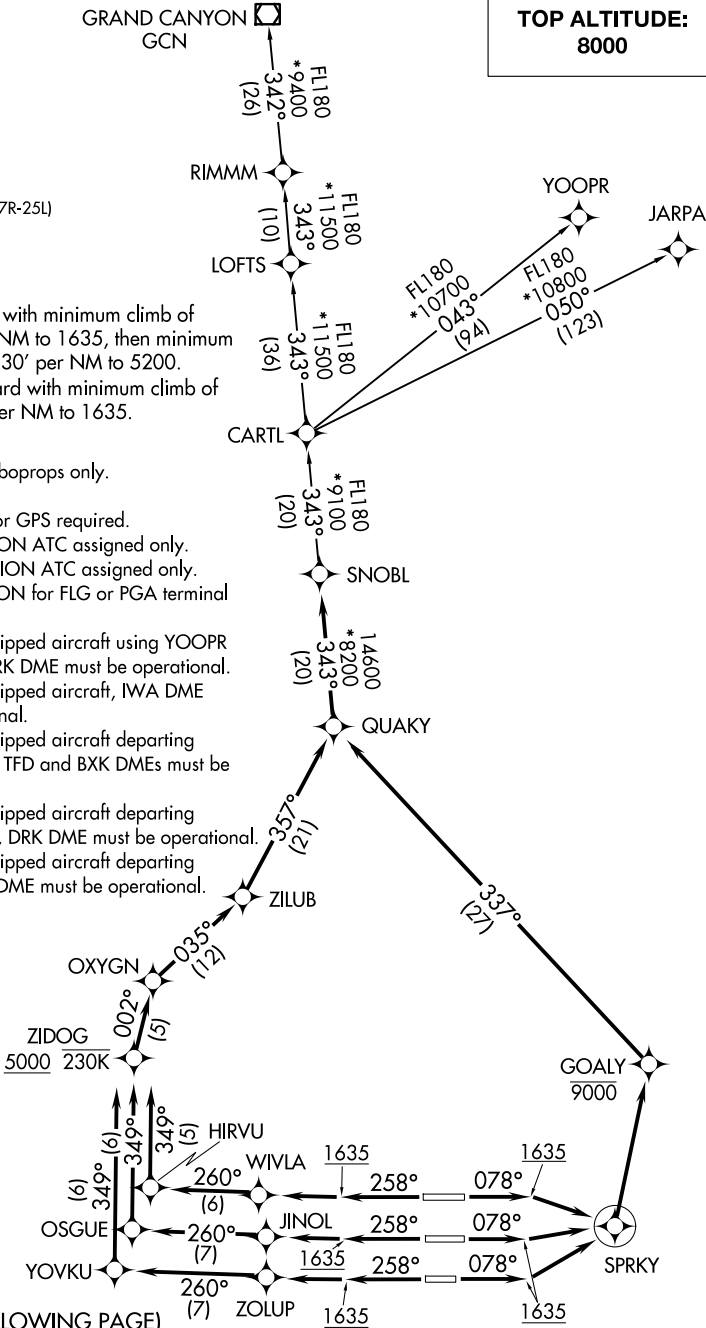 GRAND CANYON
GCN
TOP ALTITUDE:
8000
FL180
*9400
342°
(26)
RIMMM
7R-25L)
FL180
*11500
343°
(10)
YOOPR
JARPA
LOFTS
FL180
*10700
043°
(94)
FL180
*10800
050°
(123)
with minimum climb of
NM to 1635, then minimum
30' per NM to 5200.
ard with minimum climb of
er NM to 1635.
FL180
*11500
343°
(36)
CARTL
boprops only.
or GPS required.
ON ATC assigned only.
ION ATC assigned only.
ON for FLG or PGA terminal
FL180
*9100
343°
(20)
SNOBL
ipped aircraft using YOOPR
RK DME must be operational.
ipped aircraft, IWA DME
nal.
ipped aircraft departing
TFD and BXK DMEs must be
14600
*8200
343°
(20)
QUAKY
ipped aircraft departing
, DRK DME must be operational.
ipped aircraft departing
DME must be operational.
357°
(21)
337°
(27)
ZILUB
035°
(12)
OXYGN
002°
(5)
ZIDOG
5000 230K
GOALY
9000
349°
(6)
349°
(6)
349°
(5)
HIRVU
WIVLA
1635
1635
260°
(6)
258°
078°
OSGUE
JINOL
260°
(7)
258°
078°
1635
SPRKY
YOVKU
260°
(7)
258°
078°
ZOLUP
1635
1635
LOWING PAGE)